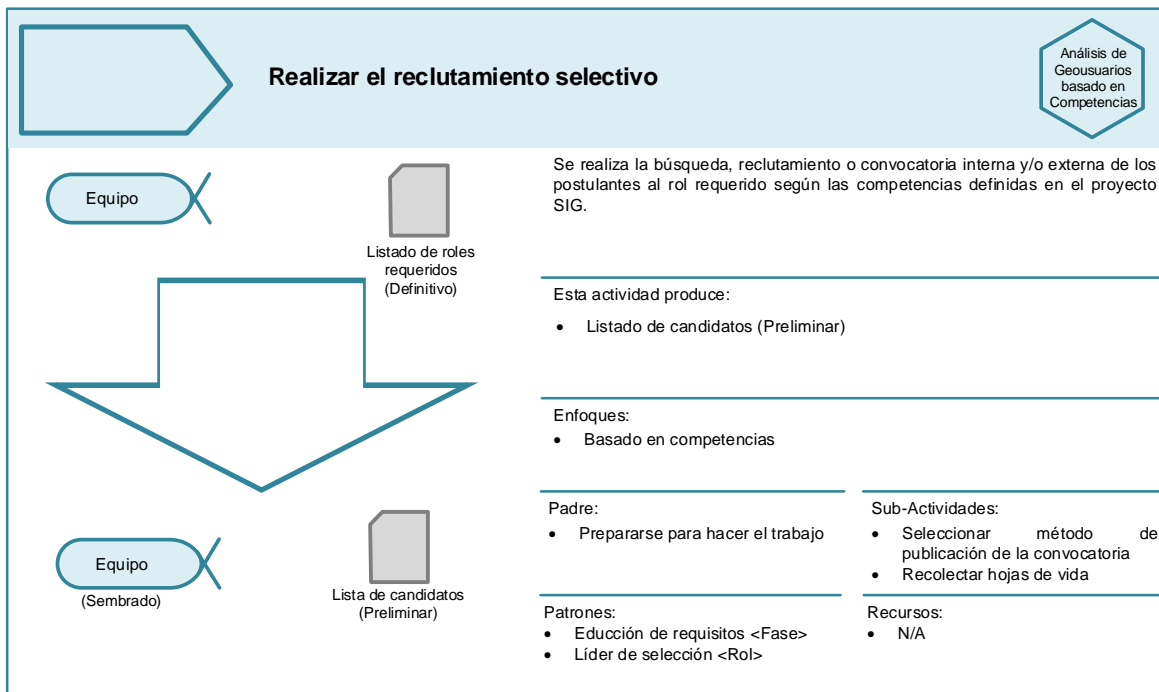 Realizar el reclutamiento selectivo
Análisis de
Geousuarios
basado en
Competencias
Equipo
Listado de roles
requeridos
(Definitivo)
Se realiza la búsqueda, reclutamiento o convocatoria interna y/o externa de los
postulantes al rol requerido según las competencias definidas en el proyecto
SIG.
Esta actividad produce:
• Listado de candidatos (Preliminar)
Enfoques:
• Basado en competencias
Equipo
(Sembrado)
Lista de candidatos
(Preliminar)
Padre:
• Prepararse para hacer el trabajo
Sub-Actividades:
• Seleccionar método de
publicación de la convocatoria
• Recolectar hojas de vida
Patrones:
• Educción de requisitos <Fase>
• Líder de selección <Rol>
Recursos:
• N/A